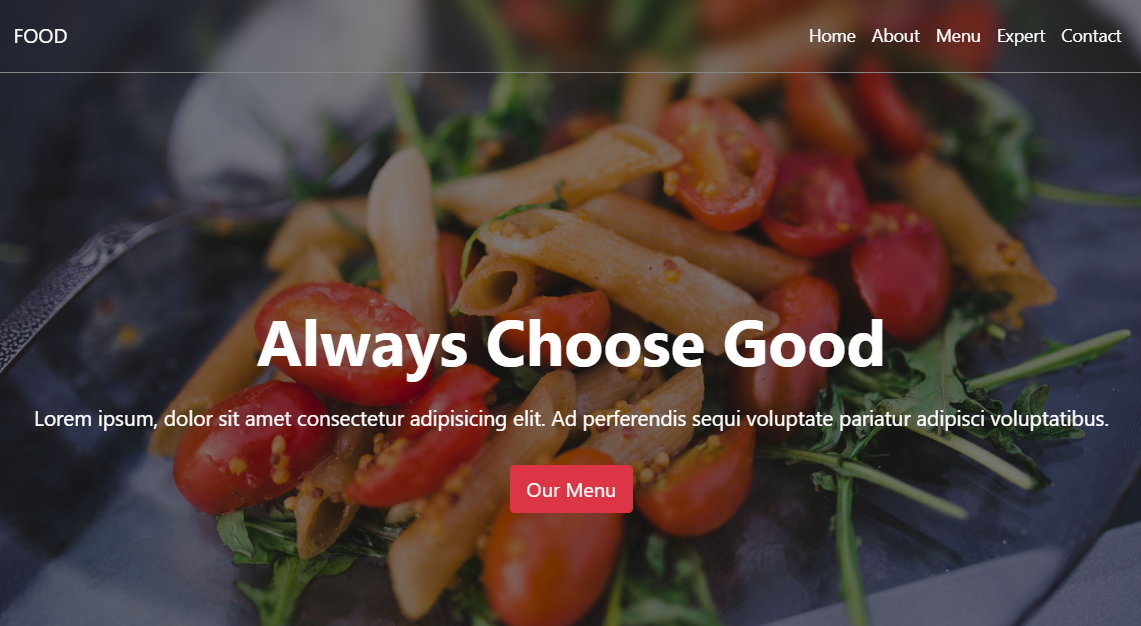 FOOD
Home About Menu Expert Contact
Always Choose Good
Lorem ipsum, dolor sit amet consectetur adipisicing elit. Ad perferendis sequi voluptate pariatur adipisci voluptatibus.
Our Menu